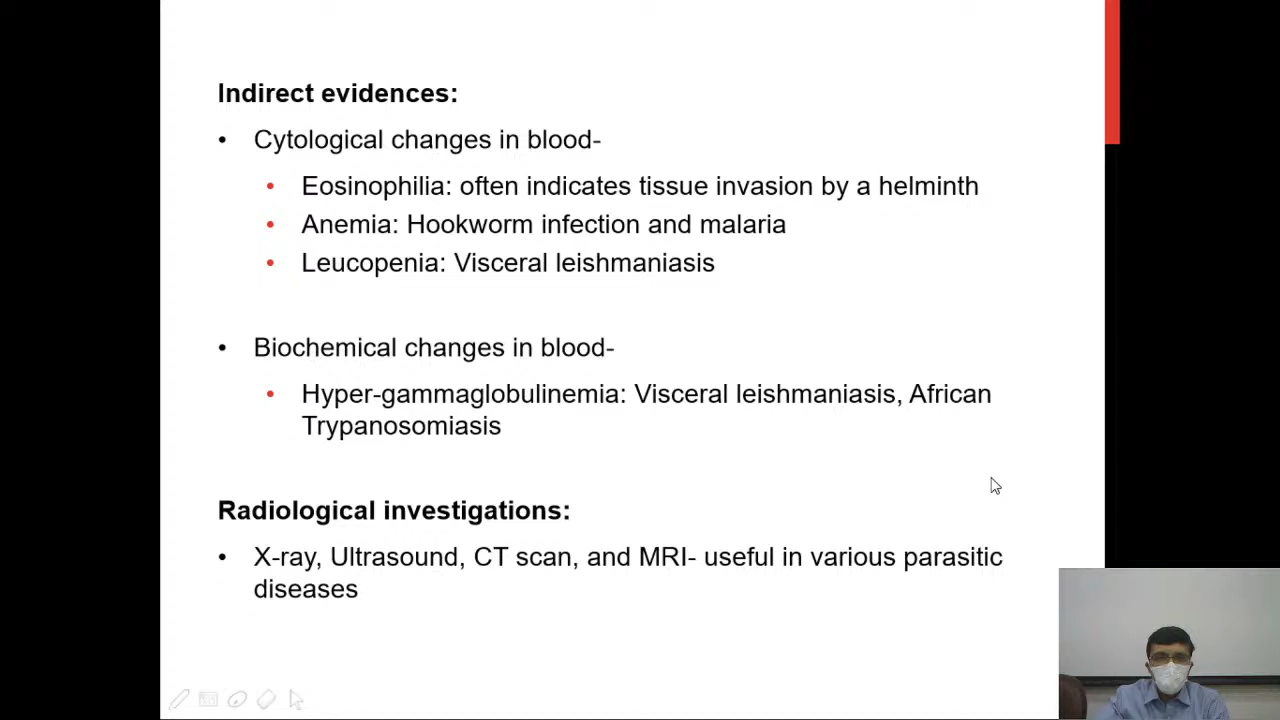 Indirect evidences:
• Cytological changes in blood-
• Eosinophilia: often indicates tissue invasion by a helminth
• Anemia: Hookworm infection and malaria
• Leucopenia: Visceral leishmaniasis
• Biochemical changes in blood-
• Hyper-gammaglobulinemia: Visceral leishmaniasis, African
Trypanosomiasis
Radiological investigations:
• X-ray, Ultrasound, CT scan, and MRI- useful in various parasitic
diseases